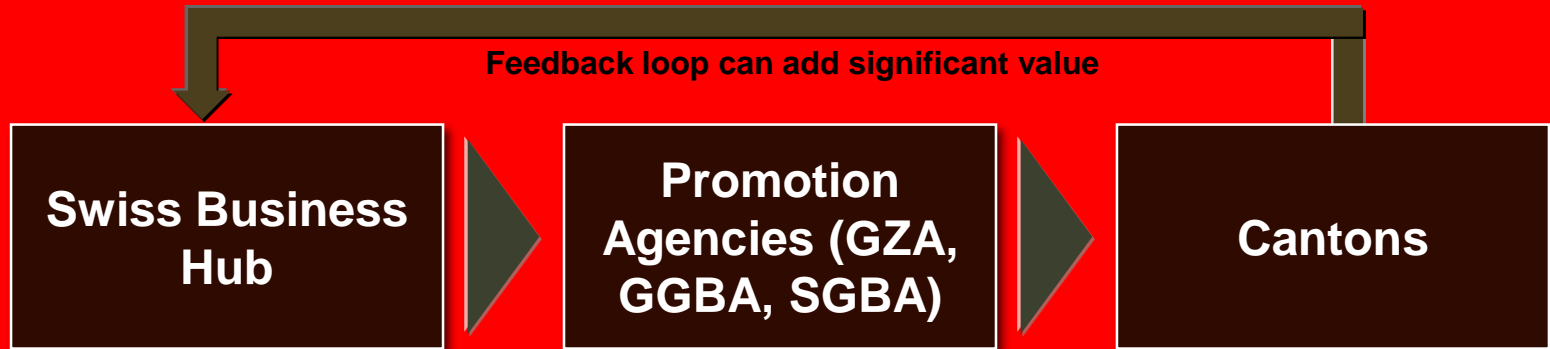 Feedback loop can add significant value
Swiss Business
Hub
Promotion
Agencies (GZA,
GGBA, SGBA)
Cantons